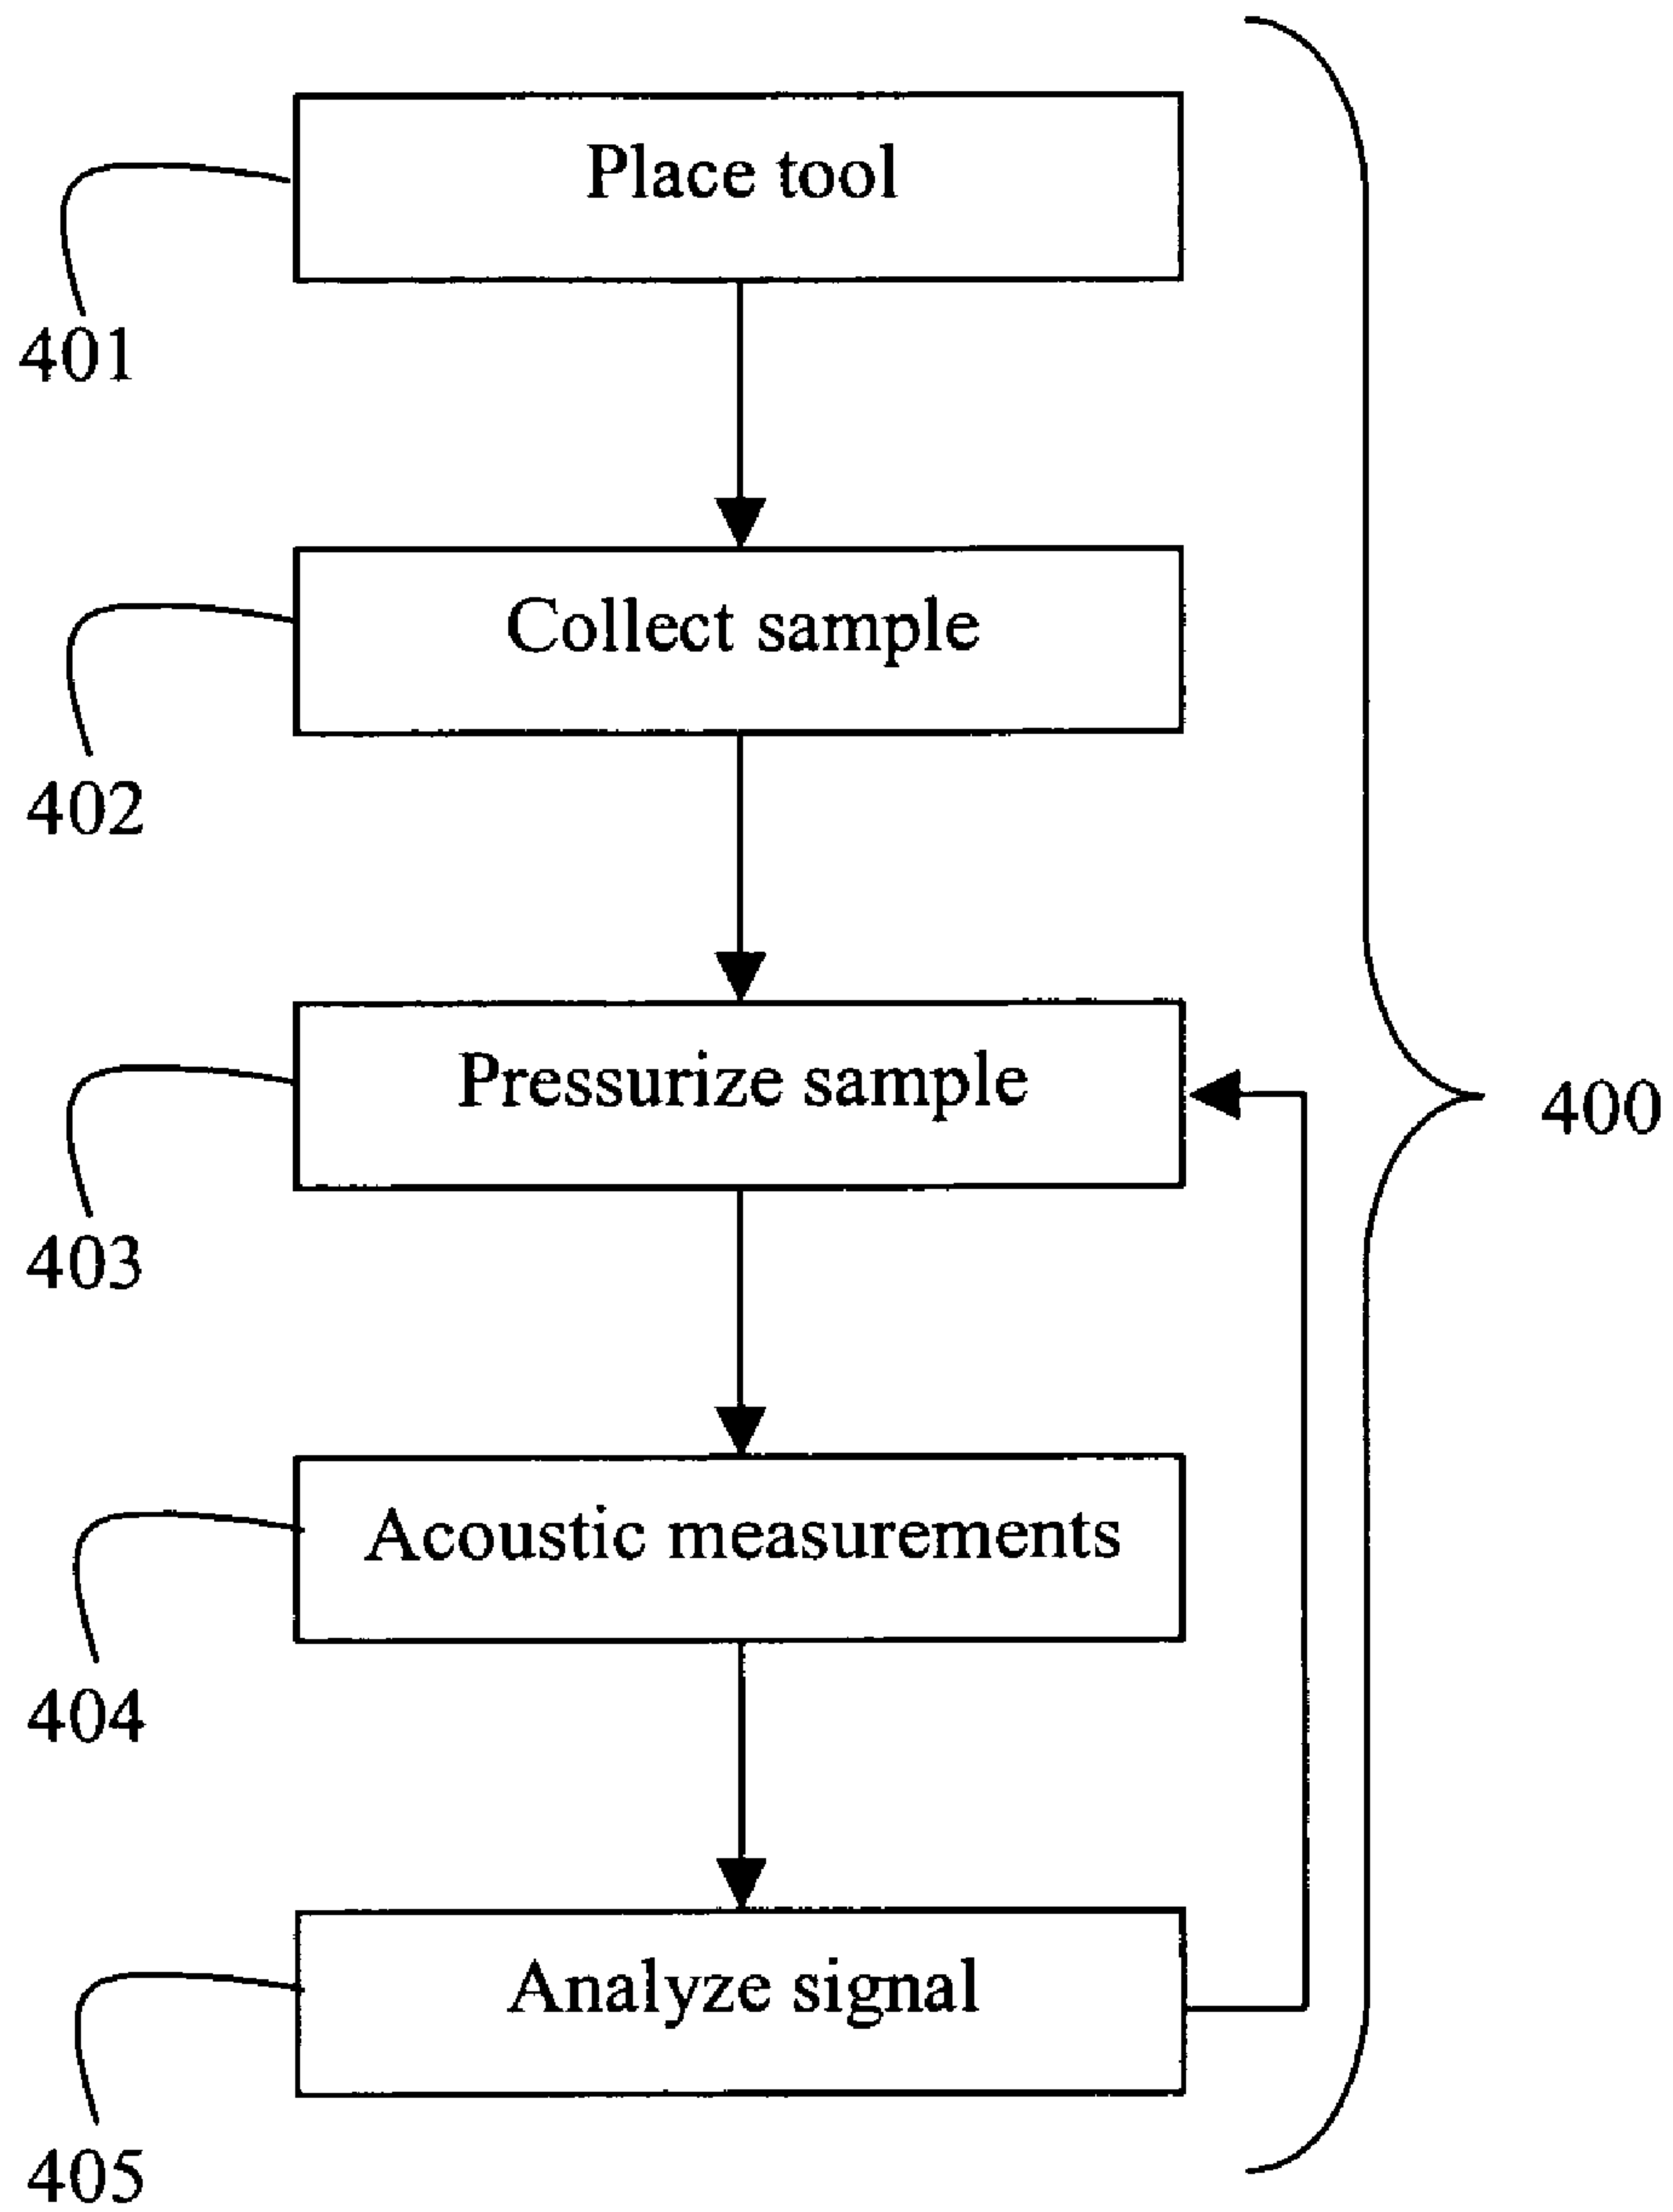 Place tool
401
Collect sample
402
Pressurize sample
400
403
Acoustic measurements
404
Analyze signal
405